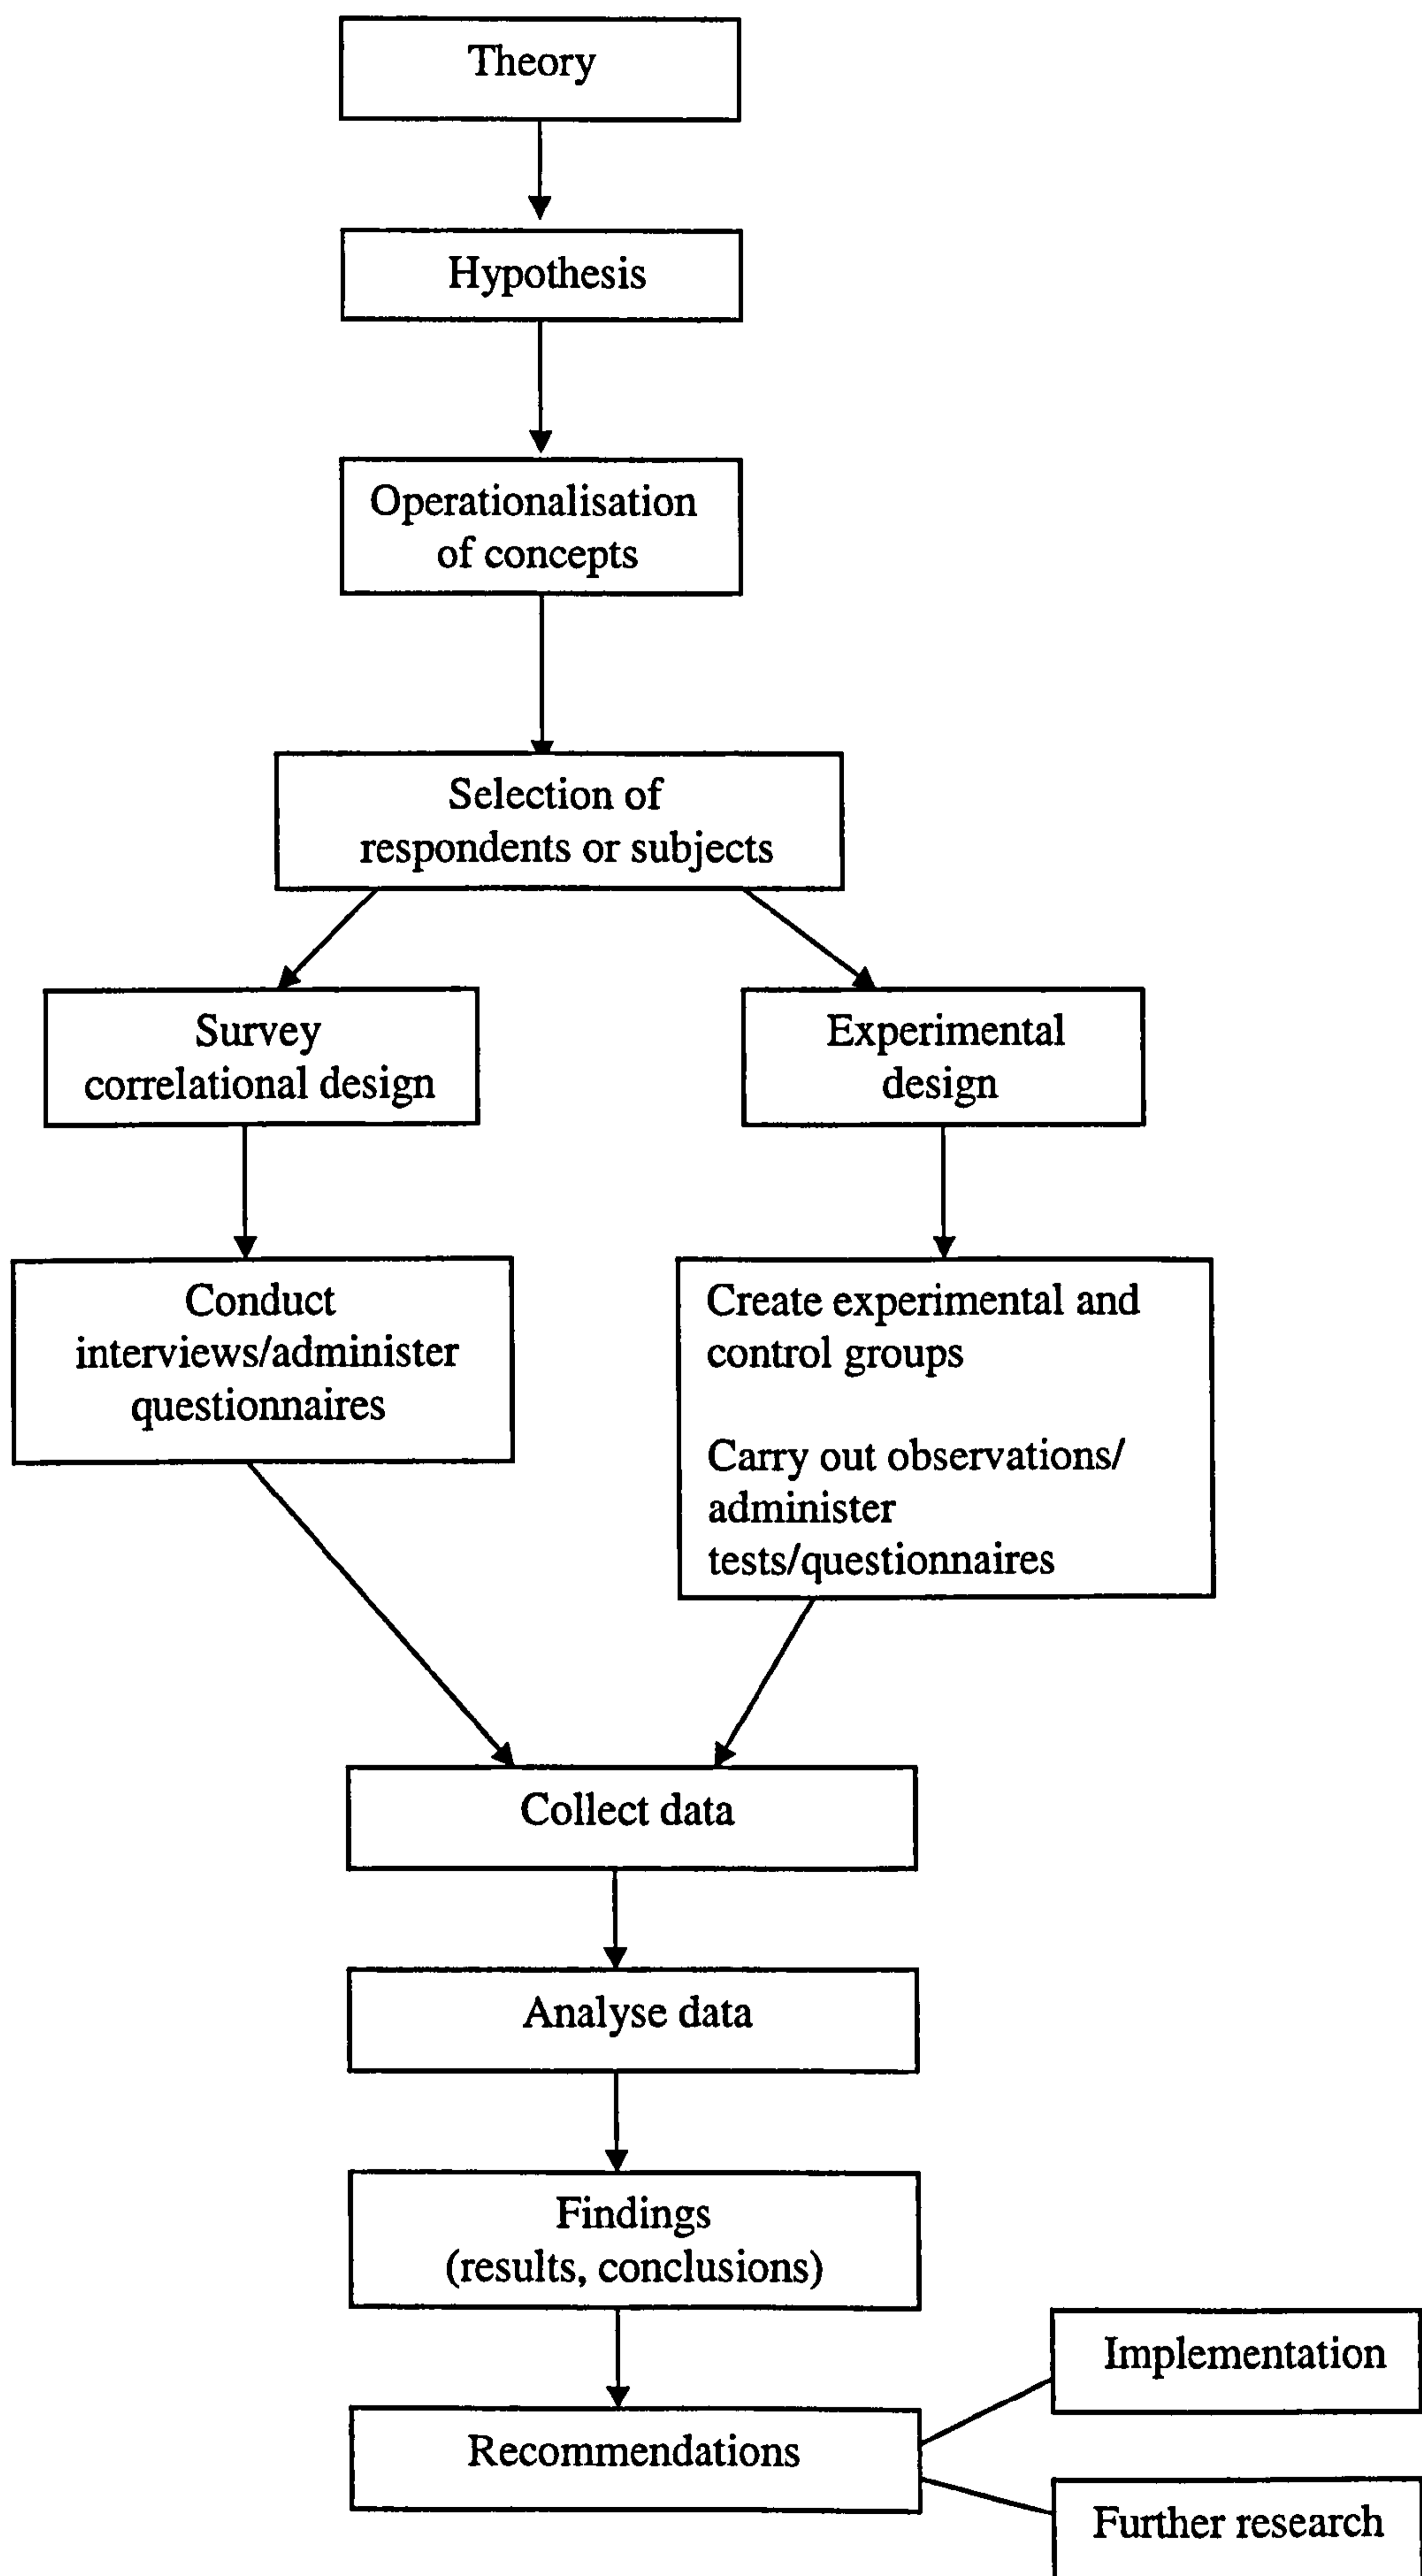 Theory
Hypothesis
Operationalisation
of concepts
Selection of
respondents or subjects
Survey
correlational design
Experimental
design
Conduct
interviews/administer
questionnaires
Create experimental and
control groups
Carry out observations/
administer
tests/questionnaires
Collect data
Analyse data
Findings
(results, conclusions)
Recommendations
Implementation
Further research